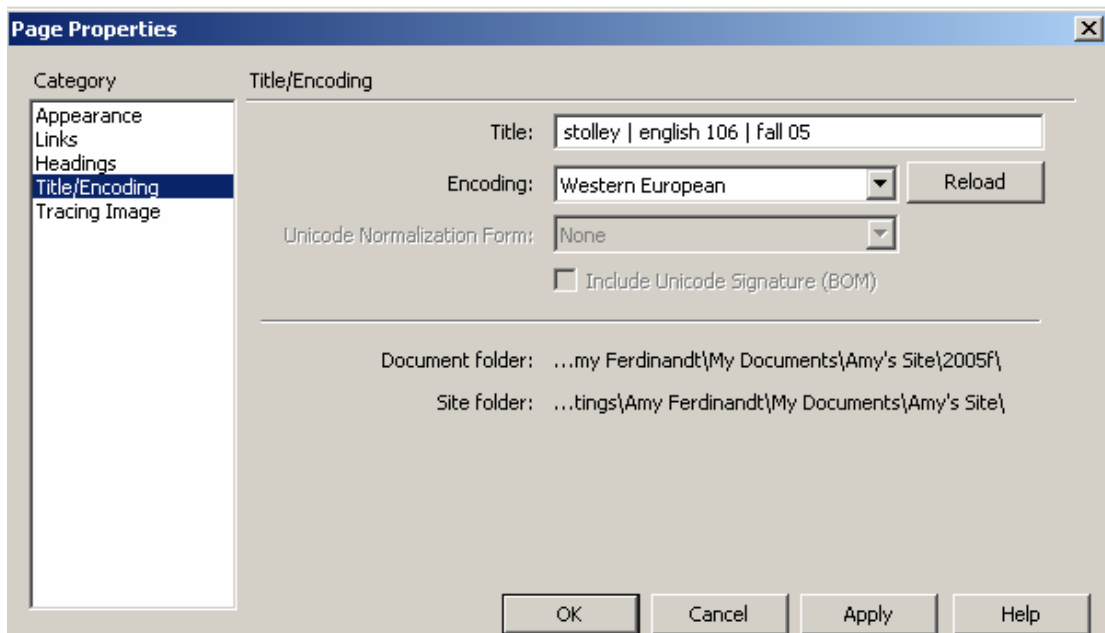 Page Properties
Category
Appearance
Links
Headings
Title/Encoding
Tracing Image
Title/Encoding
Title: stolley | english 106 | fall 05
Encoding: Western European Reload
Unicode Normalization Form: None
Include Unicode Signature (BOM)
Document folder: ...my Ferdinandt\My Documents\Amy's Site\2005f\
Site folder: ...tings\Amy Ferdinandt\My Documents\Amy's Site\
OK Cancel Apply Help